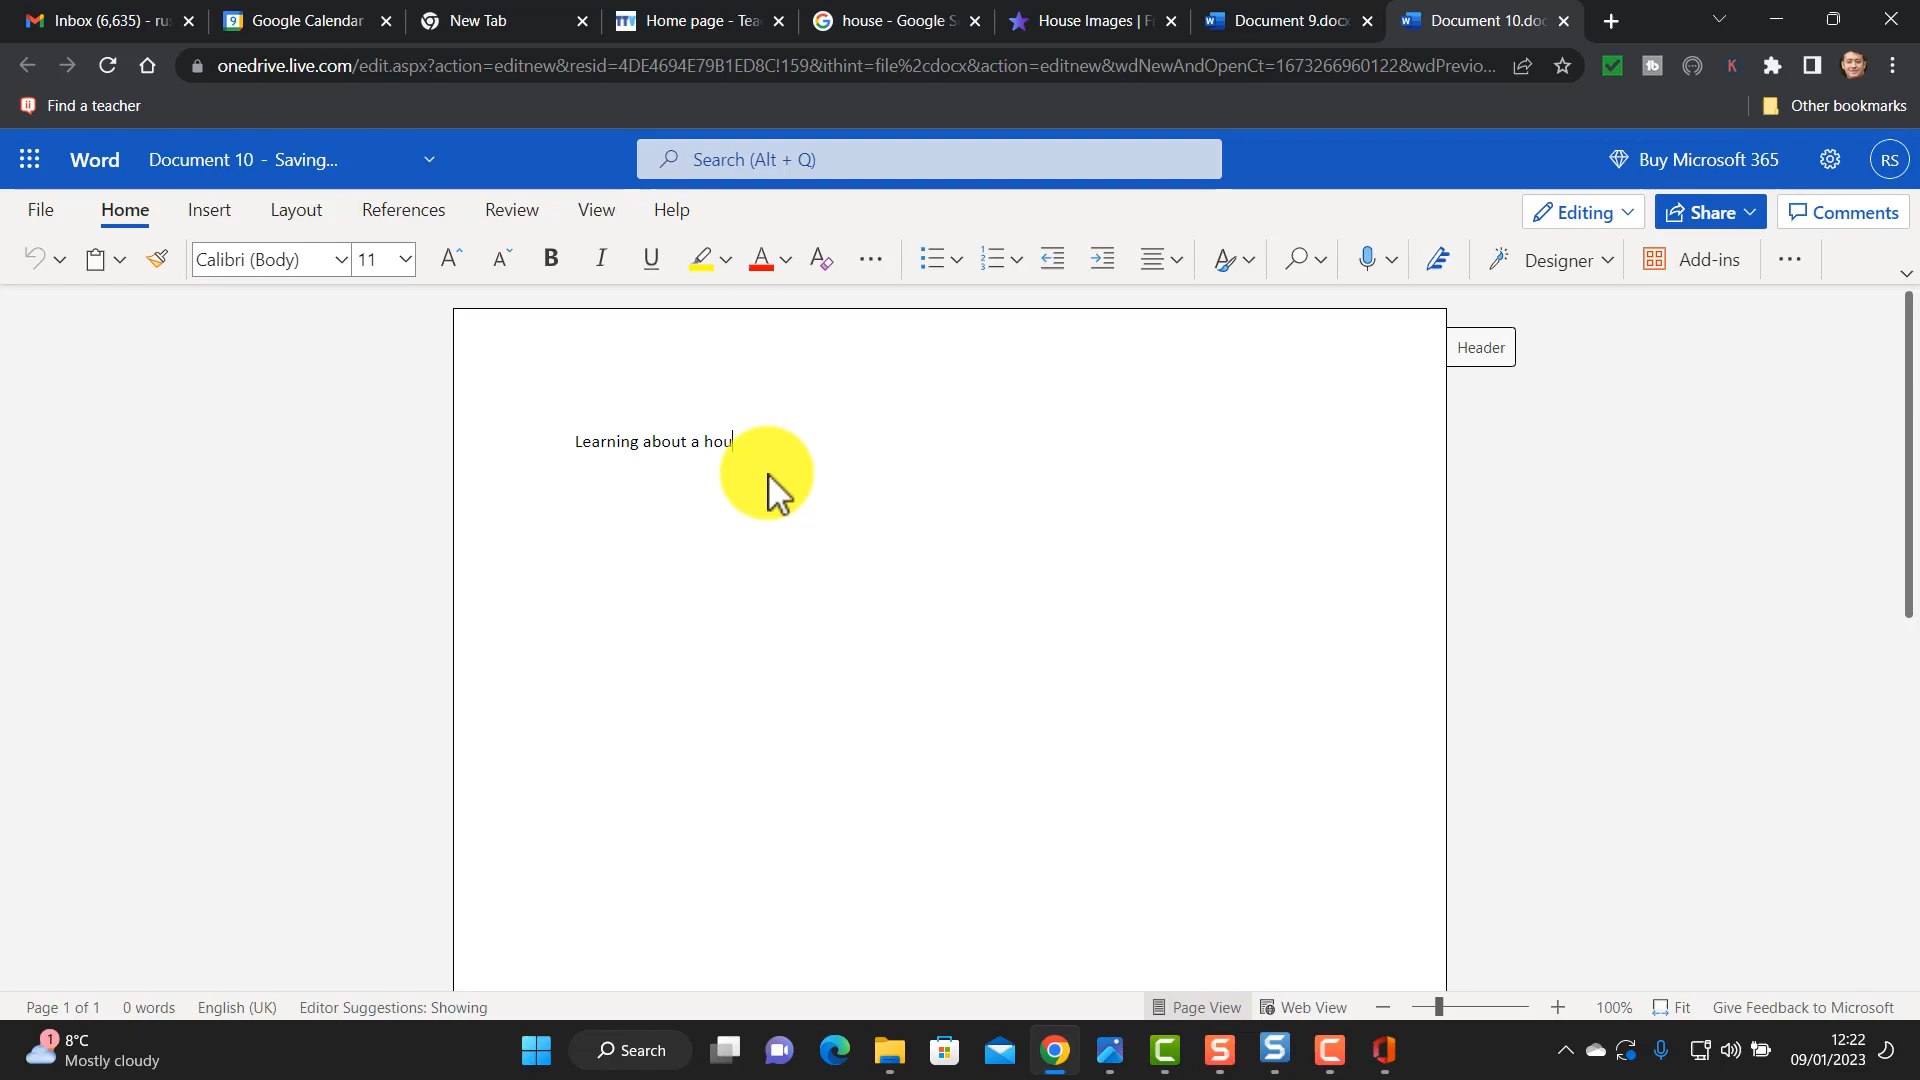 Inbox (6,635) - ru
Google Calendar
New Tab
Home page - Tea
house - Google S
House Images | F
Document 9.docx
Document 10.doc
onedrive.live.com/edit.aspx?action=editnew&resid=4DE4694E79B1ED8C!159&ithint=file%2cdocx&action=editnew&wdNewAndOpenCt=1673266960122&wdPrevio...
Find a teacher
Other bookmarks
Word
Document 10 - Saving...
Search (Alt + Q)
Buy Microsoft 365
RS
File
Home
Insert
Layout
References
Review
View
Help
Editing
Share
Comments
Calibri (Body)
11
Designer
Add-ins
Header
Learning about a hou
Page 1 of 1
0 words
English (UK)
Editor Suggestions: Showing
Page View
Web View
100%
Fit
Give Feedback to Microsoft
1
8°C
Mostly cloudy
Search
12:22
09/01/2023